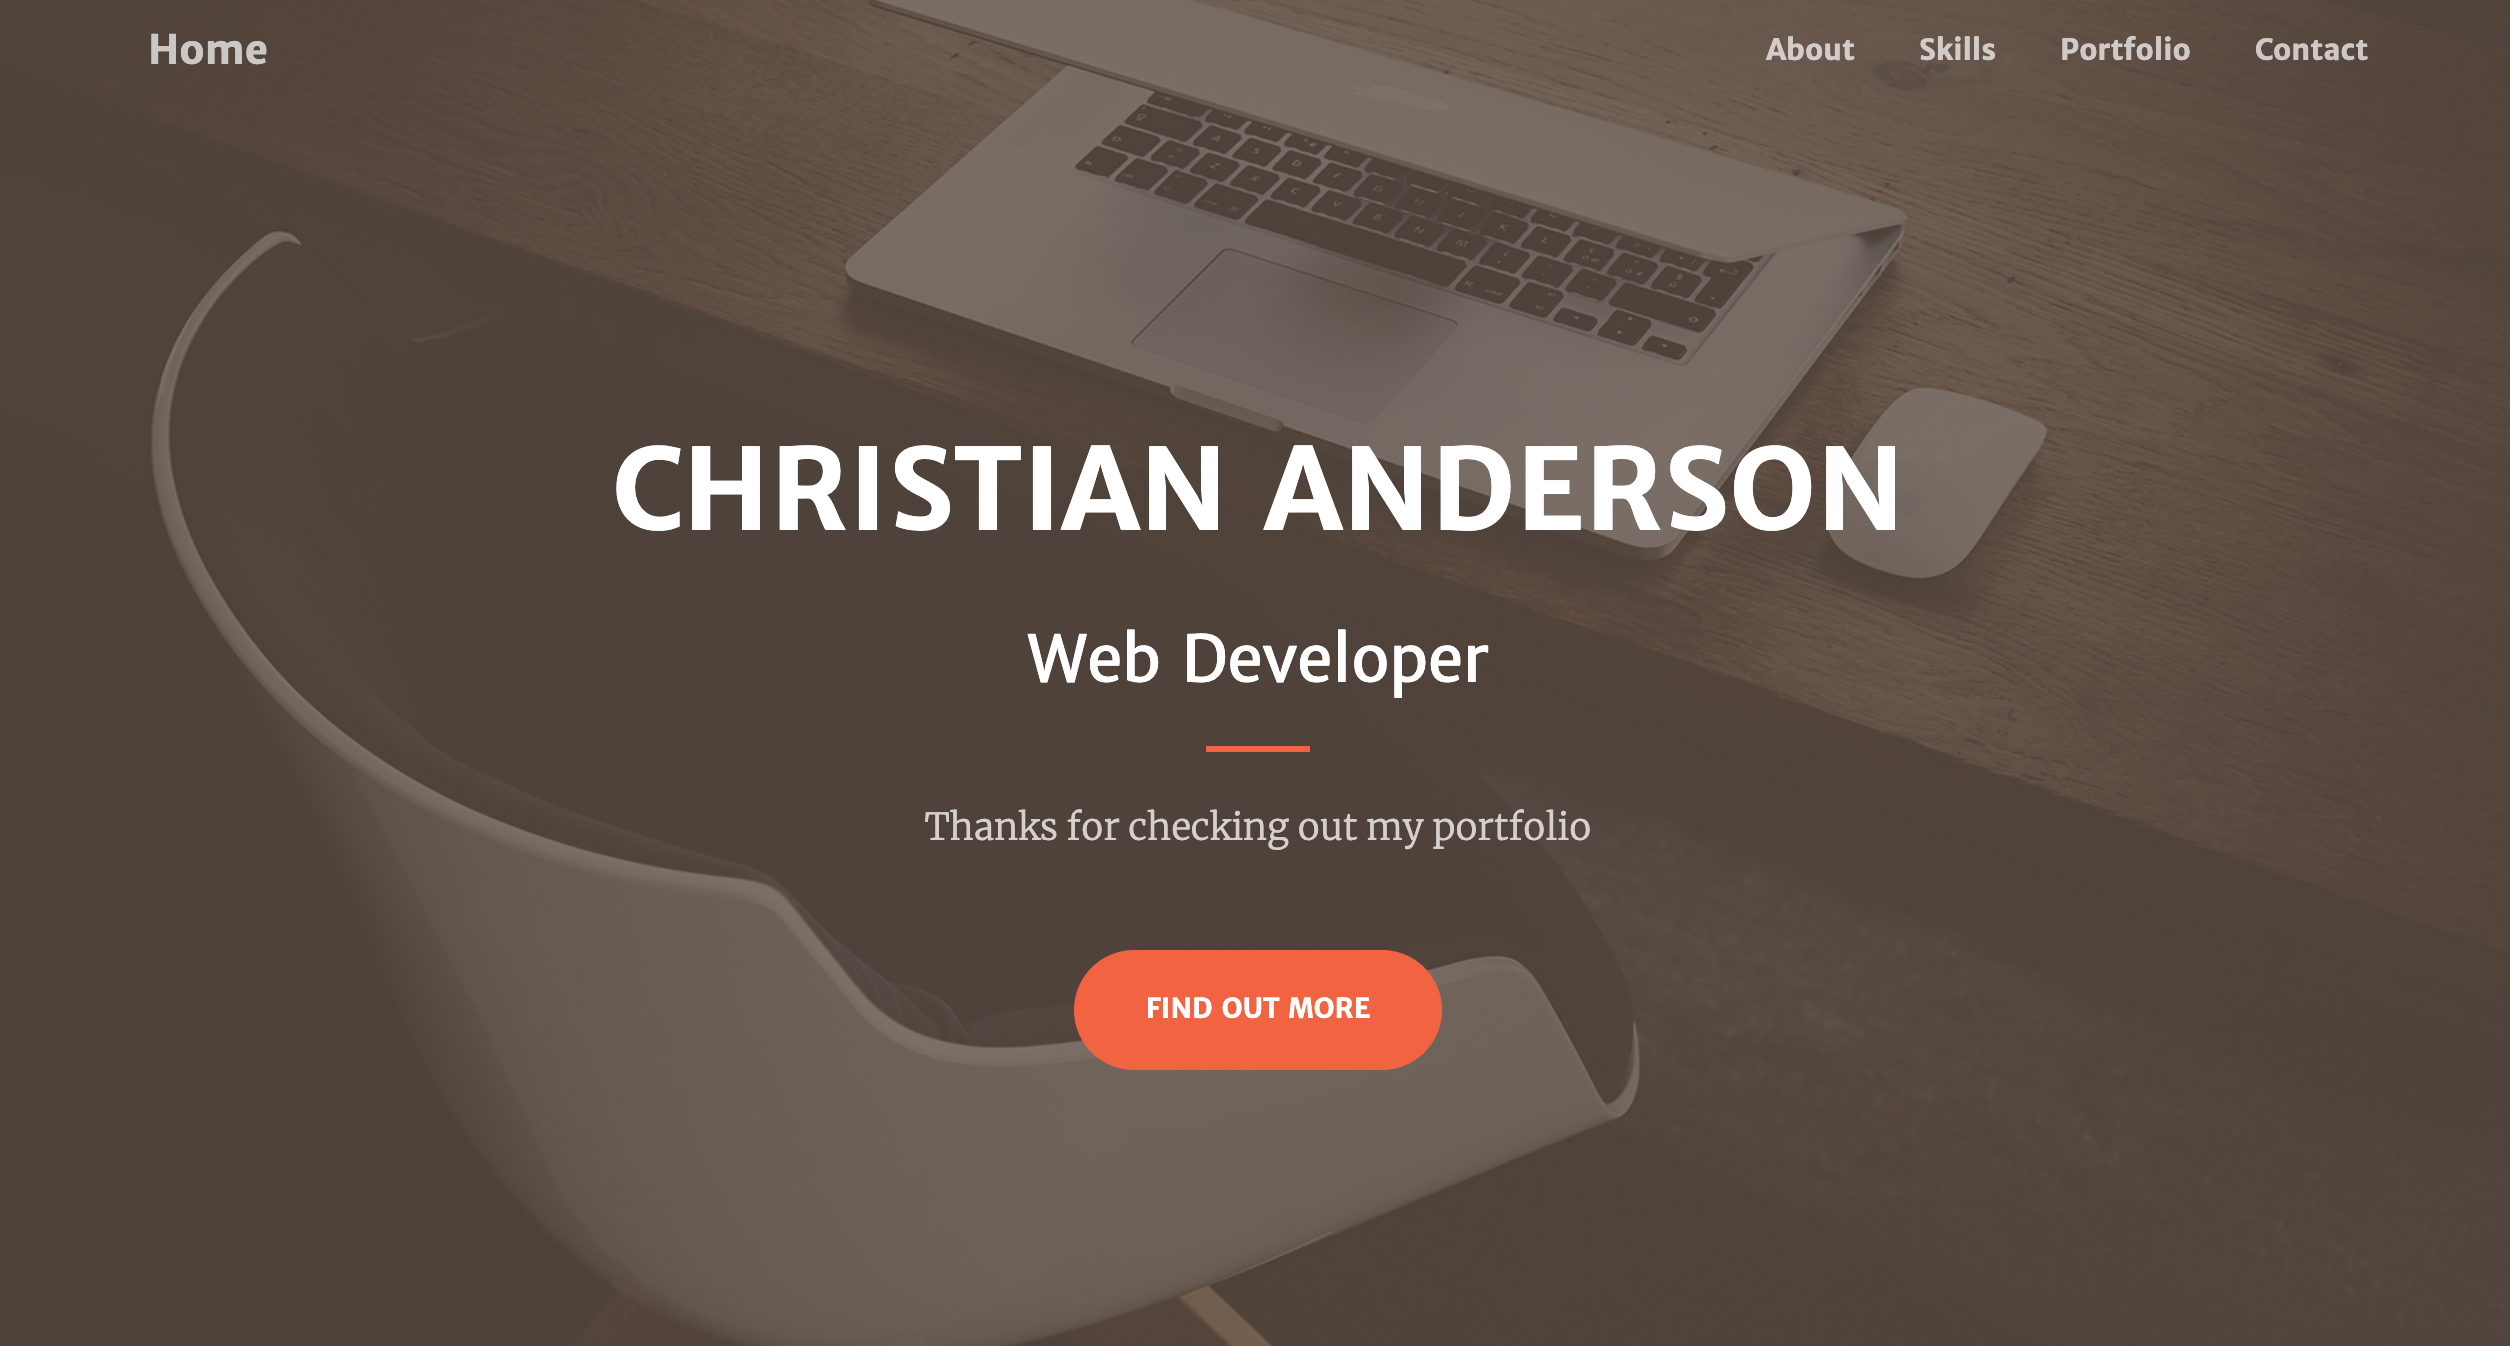 Home
About Skills Portfolio Contact
CHRISTIAN ANDERSON
Web Developer
Thanks for checking out my portfolio
FIND OUT MORE